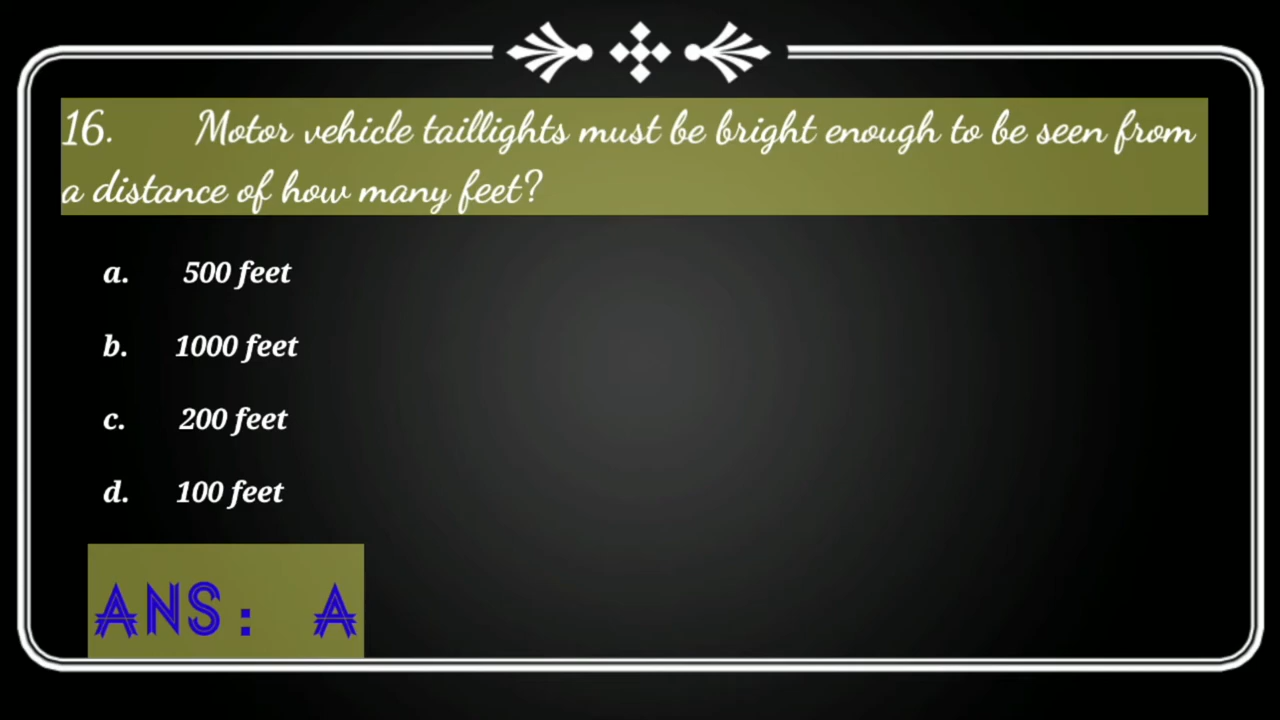 16. Motor vehicle taillights must be bright enough to be seen from
a distance of how many feet?
a. 500 feet
b. 1000 feet
c. 200 feet
d. 100 feet
ANS : A